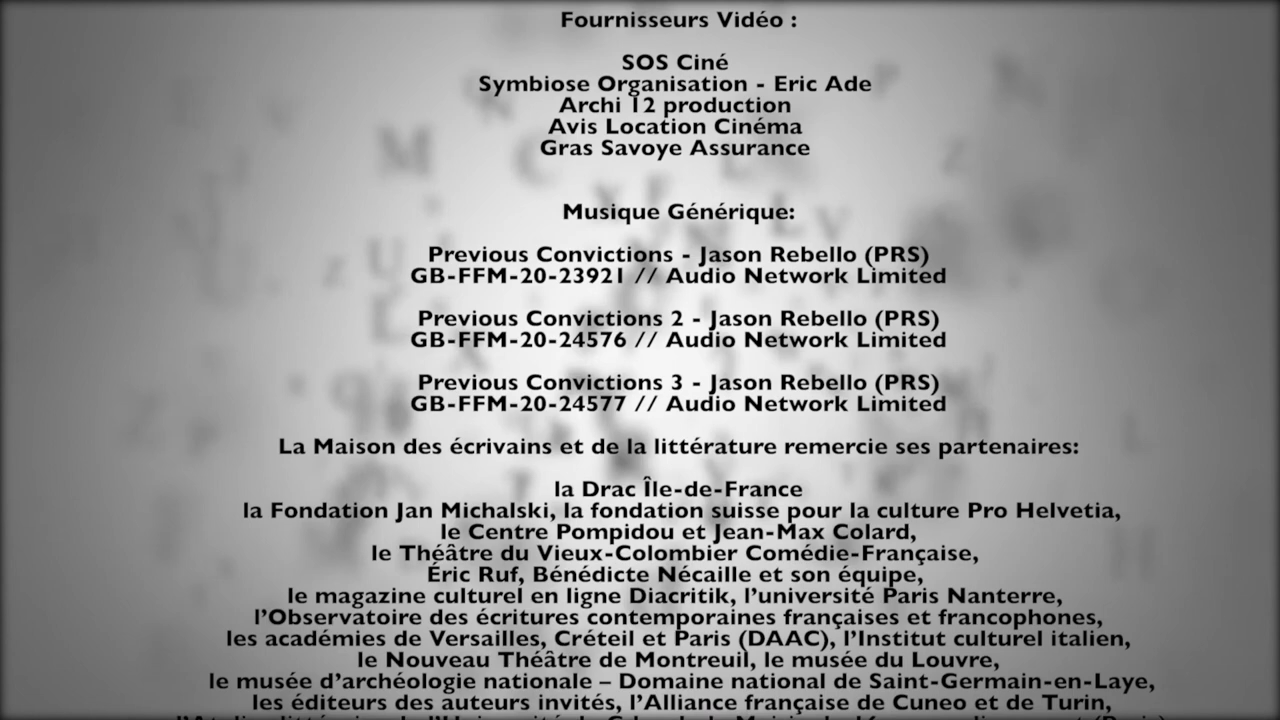 Fournisseurs Vidéo :
SOS Ciné
Symbiose Organisation - Eric Ade
Archi 12 production
Avis Location Cinéma
Gras Savoye Assurance
Musique Générique:
Previous Convictions - Jason Rebello (PRS)
GB-FFM-20-23921 // Audio Network Limited
Previous Convictions 2 - Jason Rebello (PRS)
GB-FFM-20-24576 // Audio Network Limited
Previous Convictions 3 - Jason Rebello (PRS)
GB-FFM-20-24577 // Audio Network Limited
La Maison des écrivains et de la littérature remercie ses partenaires:
la Drac Île-de-France
la Fondation Jan Michalski, la fondation suisse pour la culture Pro Helvetia,
le Centre Pompidou et Jean-Max Colard,
le Théâtre du Vieux-Colombier Comédie-Française,
Éric Ruf, Bénédicte Nécaille et son équipe,
le magazine culturel en ligne Diacritik, l’université Paris Nanterre,
l’Observatoire des écritures contemporaines françaises et francophones,
les académies de Versailles, Créteil et Paris (DAAC), l’Institut culturel italien,
le Nouveau Théâtre de Montreuil, le musée du Louvre,
le musée d’archéologie nationale – Domaine national de Saint-Germain-en-Laye,
les éditeurs des auteurs invités, l’Alliance française de Cuneo et de Turin,